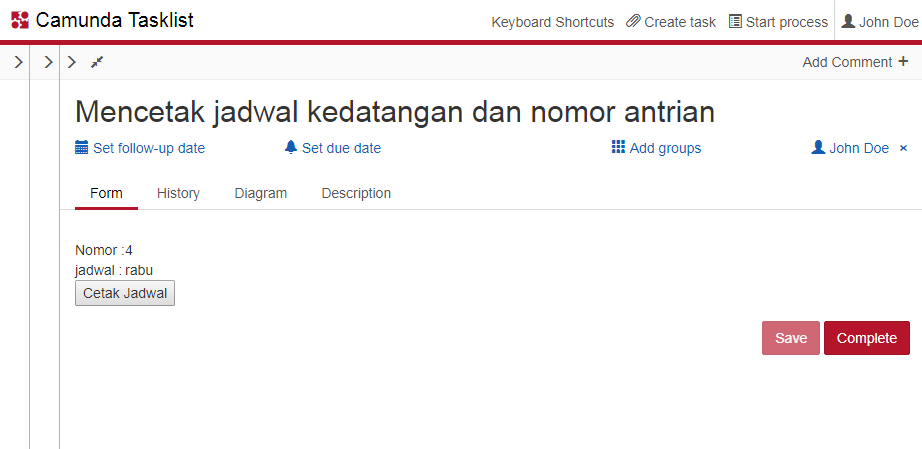 Camunda Tasklist
Keyboard Shortcuts Create task Start process John Doe
Add Comment +
Mencetak jadwal kedatangan dan nomor antrian
Set follow-up date Set due date Add groups John Doe ×
Form History Diagram Description
Nomor :4
jadwal : rabu
Cetak Jadwal
Save Complete